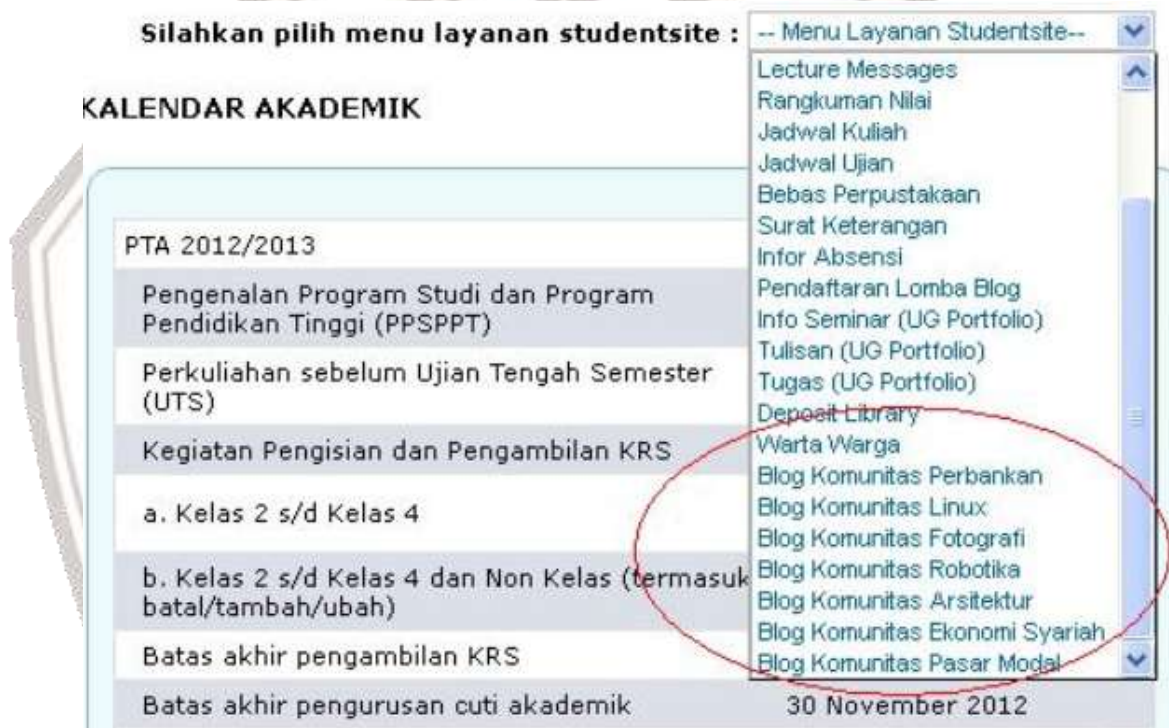 Silahkan pilih menu layanan studentsite :
-- Menu Layanan Studentsite--
Lecture Messages
Rangkuman Nilai
Jadwal Kuliah
Jadwal Ujian
Bebas Perpustakaan
Surat Keterangan
Infor Absensi
Pendaftaran Lomba Blog
Info Seminar (UG Portfolio)
Tulisan (UG Portfolio)
Tugas (UG Portfolio)
Deposit Library
Warta Warga
Blog Komunitas Perbankan
Blog Komunitas Linux
Blog Komunitas Fotografi
Blog Komunitas Robotika
Blog Komunitas Arsitektur
Blog Komunitas Ekonomi Syariah
Blog Komunitas Pasar Modal
KALENDAR AKADEMIK
PTA 2012/2013
Pengenalan Program Studi dan Program
Pendidikan Tinggi (PPSPPT)
Perkuliahan sebelum Ujian Tengah Semester
(UTS)
Kegiatan Pengisian dan Pengambilan KRS
a. Kelas 2 s/d Kelas 4
b. Kelas 2 s/d Kelas 4 dan Non Kelas (termasuk
batal/tambah/ubah)
Batas akhir pengambilan KRS
Batas akhir pengurusan cuti akademik 30 November 2012